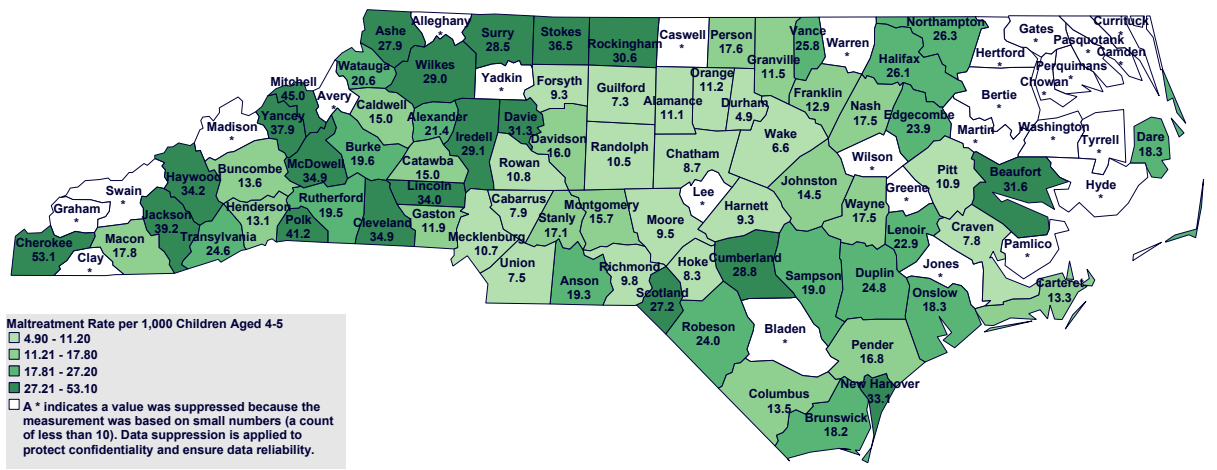 Alleghany
*
Ashe
27.9
Surry
28.5
Stokes
36.5
Rockingham
30.6
Caswell
*
Person
17.6
Vance
25.8
Warren
*
Northampton
26.3
Gates
*
Currituck
*
Pasquotank
*
Camden
*
Hertford
*
Perquimans
*
Chowan
*
Granville
11.5
Halifax
26.1
Watauga
20.6
Wilkes
29.0
Yadkin
*
Forsyth
9.3
Guilford
7.3
Orange
11.2
Alamance
11.1
Durham
4.9
Franklin
12.9
Nash
17.5
Edgecombe
23.9
Bertie
*
Martin
*
Washington
*
Tyrrell
*
Dare
18.3
Mitchell
45.0
Avery
*
Caldwell
15.0
Alexander
21.4
Iredell
29.1
Davie
31.3
Davidson
16.0
Randolph
10.5
Chatham
8.7
Wake
6.6
Wilson
*
Madison
*
Yancey
37.9
Burke
19.6
Catawba
15.0
Rowan
10.8
Johnston
14.5
Greene
*
Pitt
10.9
Beaufort
31.6
Hyde
*
Swain
*
Haywood
34.2
Buncombe
13.6
McDowell
34.9
Lincoln
34.0
Lee
*
Harnett
9.3
Wayne
17.5
Graham
*
Jackson
39.2
Henderson
13.1
Rutherford
19.5
Cleveland
34.9
Gaston
11.9
Cabarrus
7.9
Stanly
17.1
Montgomery
15.7
Moore
9.5
Lenoir
22.9
Craven
7.8
Pamlico
*
Cherokee
53.1
Clay
*
Macon
17.8
Transylvania
24.6
Polk
41.2
Mecklenburg
10.7
Union
7.5
Anson
19.3
Richmond
9.8
Hoke
8.3
Cumberland
28.8
Sampson
19.0
Duplin
24.8
Jones
*
Carteret
13.3
Scotland
27.2
Onslow
18.3
Robeson
24.0
Bladen
*
Pender
16.8
Columbus
13.5
New Hanover
33.1
Brunswick
18.2
Maltreatment Rate per 1,000 Children Aged 4-5
4.90 - 11.20
11.21 - 17.80
17.81 - 27.20
27.21 - 53.10
A * indicates a value was suppressed because the
measurement was based on small numbers (a count
of less than 10). Data suppression is applied to
protect confidentiality and ensure data reliability.